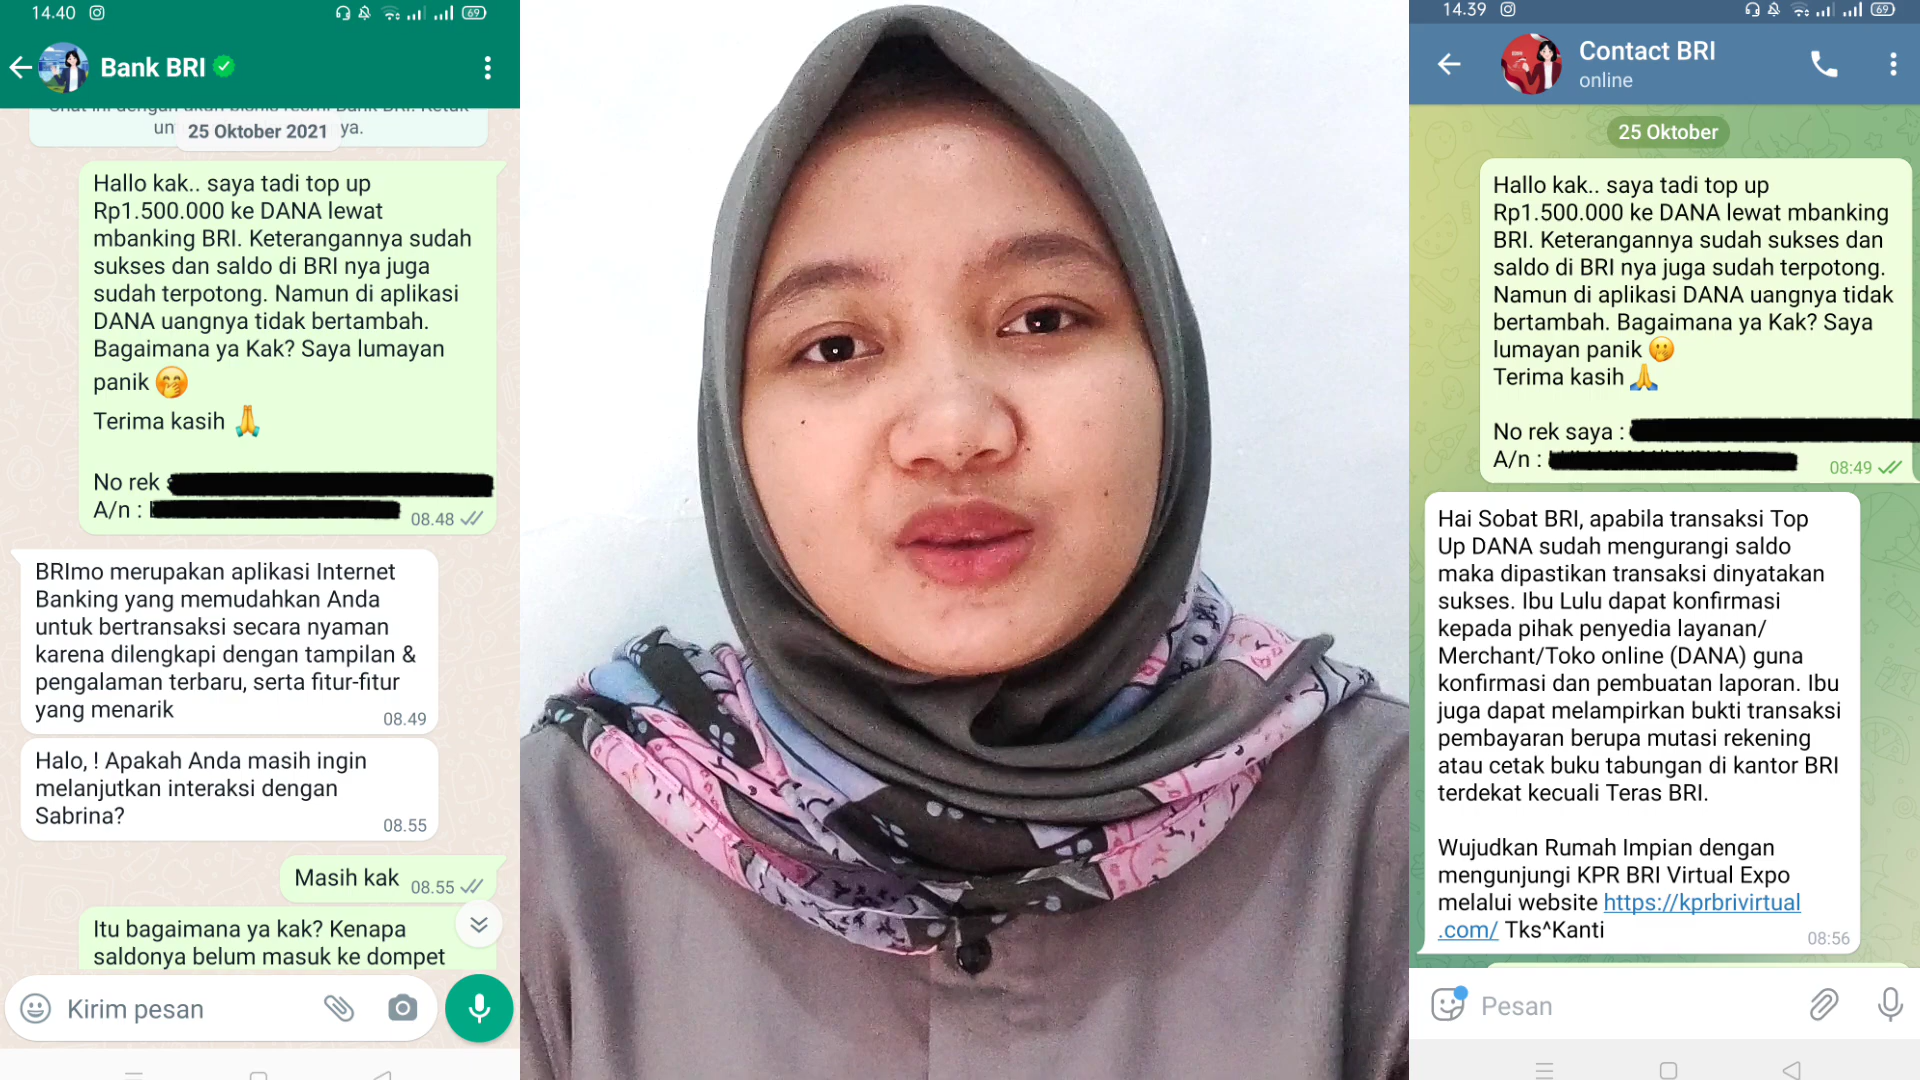 14.40
69
Bank BRI
Chat ini dengan akun bisnis resmi Bank BRI. Ketuk
un
ya.
25 Oktober 2021
Hallo kak.. saya tadi top up
Rp1.500.000 ke DANA lewat
mbanking BRI. Keterangannya sudah
sukses dan saldo di BRI nya juga
sudah terpotong. Namun di aplikasi
DANA uangnya tidak bertambah.
Bagaimana ya Kak? Saya lumayan
panik 🤭
Terima kasih 🙏
No rek
A/n :
08.48
BRImo merupakan aplikasi Internet
Banking yang memudahkan Anda
untuk bertransaksi secara nyaman
karena dilengkapi dengan tampilan &
pengalaman terbaru, serta fitur-fitur
yang menarik
08.49
Halo, ! Apakah Anda masih ingin
melanjutkan interaksi dengan
Sabrina?
08.55
Masih kak
08.55
Itu bagaimana ya kak? Kenapa
saldonya belum masuk ke dompet
Kirim pesan
14.39
69
Contact BRI
online
25 Oktober
Hallo kak.. saya tadi top up
Rp1.500.000 ke DANA lewat mbanking
BRI. Keterangannya sudah sukses dan
saldo di BRI nya juga sudah terpotong.
Namun di aplikasi DANA uangnya tidak
bertambah. Bagaimana ya Kak? Saya
lumayan panik 🤭
Terima kasih 🙏
No rek saya :
A/n :
08:49
Hai Sobat BRI, apabila transaksi Top
Up DANA sudah mengurangi saldo
maka dipastikan transaksi dinyatakan
sukses. Ibu Lulu dapat konfirmasi
kepada pihak penyedia layanan/
Merchant/Toko online (DANA) guna
konfirmasi dan pembuatan laporan. Ibu
juga dapat melampirkan bukti transaksi
pembayaran berupa mutasi rekening
atau cetak buku tabungan di kantor BRI
terdekat kecuali Teras BRI.
Wujudkan Rumah Impian dengan
mengunjungi KPR BRI Virtual Expo
melalui website https://kprbrivirtual
.com/ Tks^Kanti
08:56
Pesan